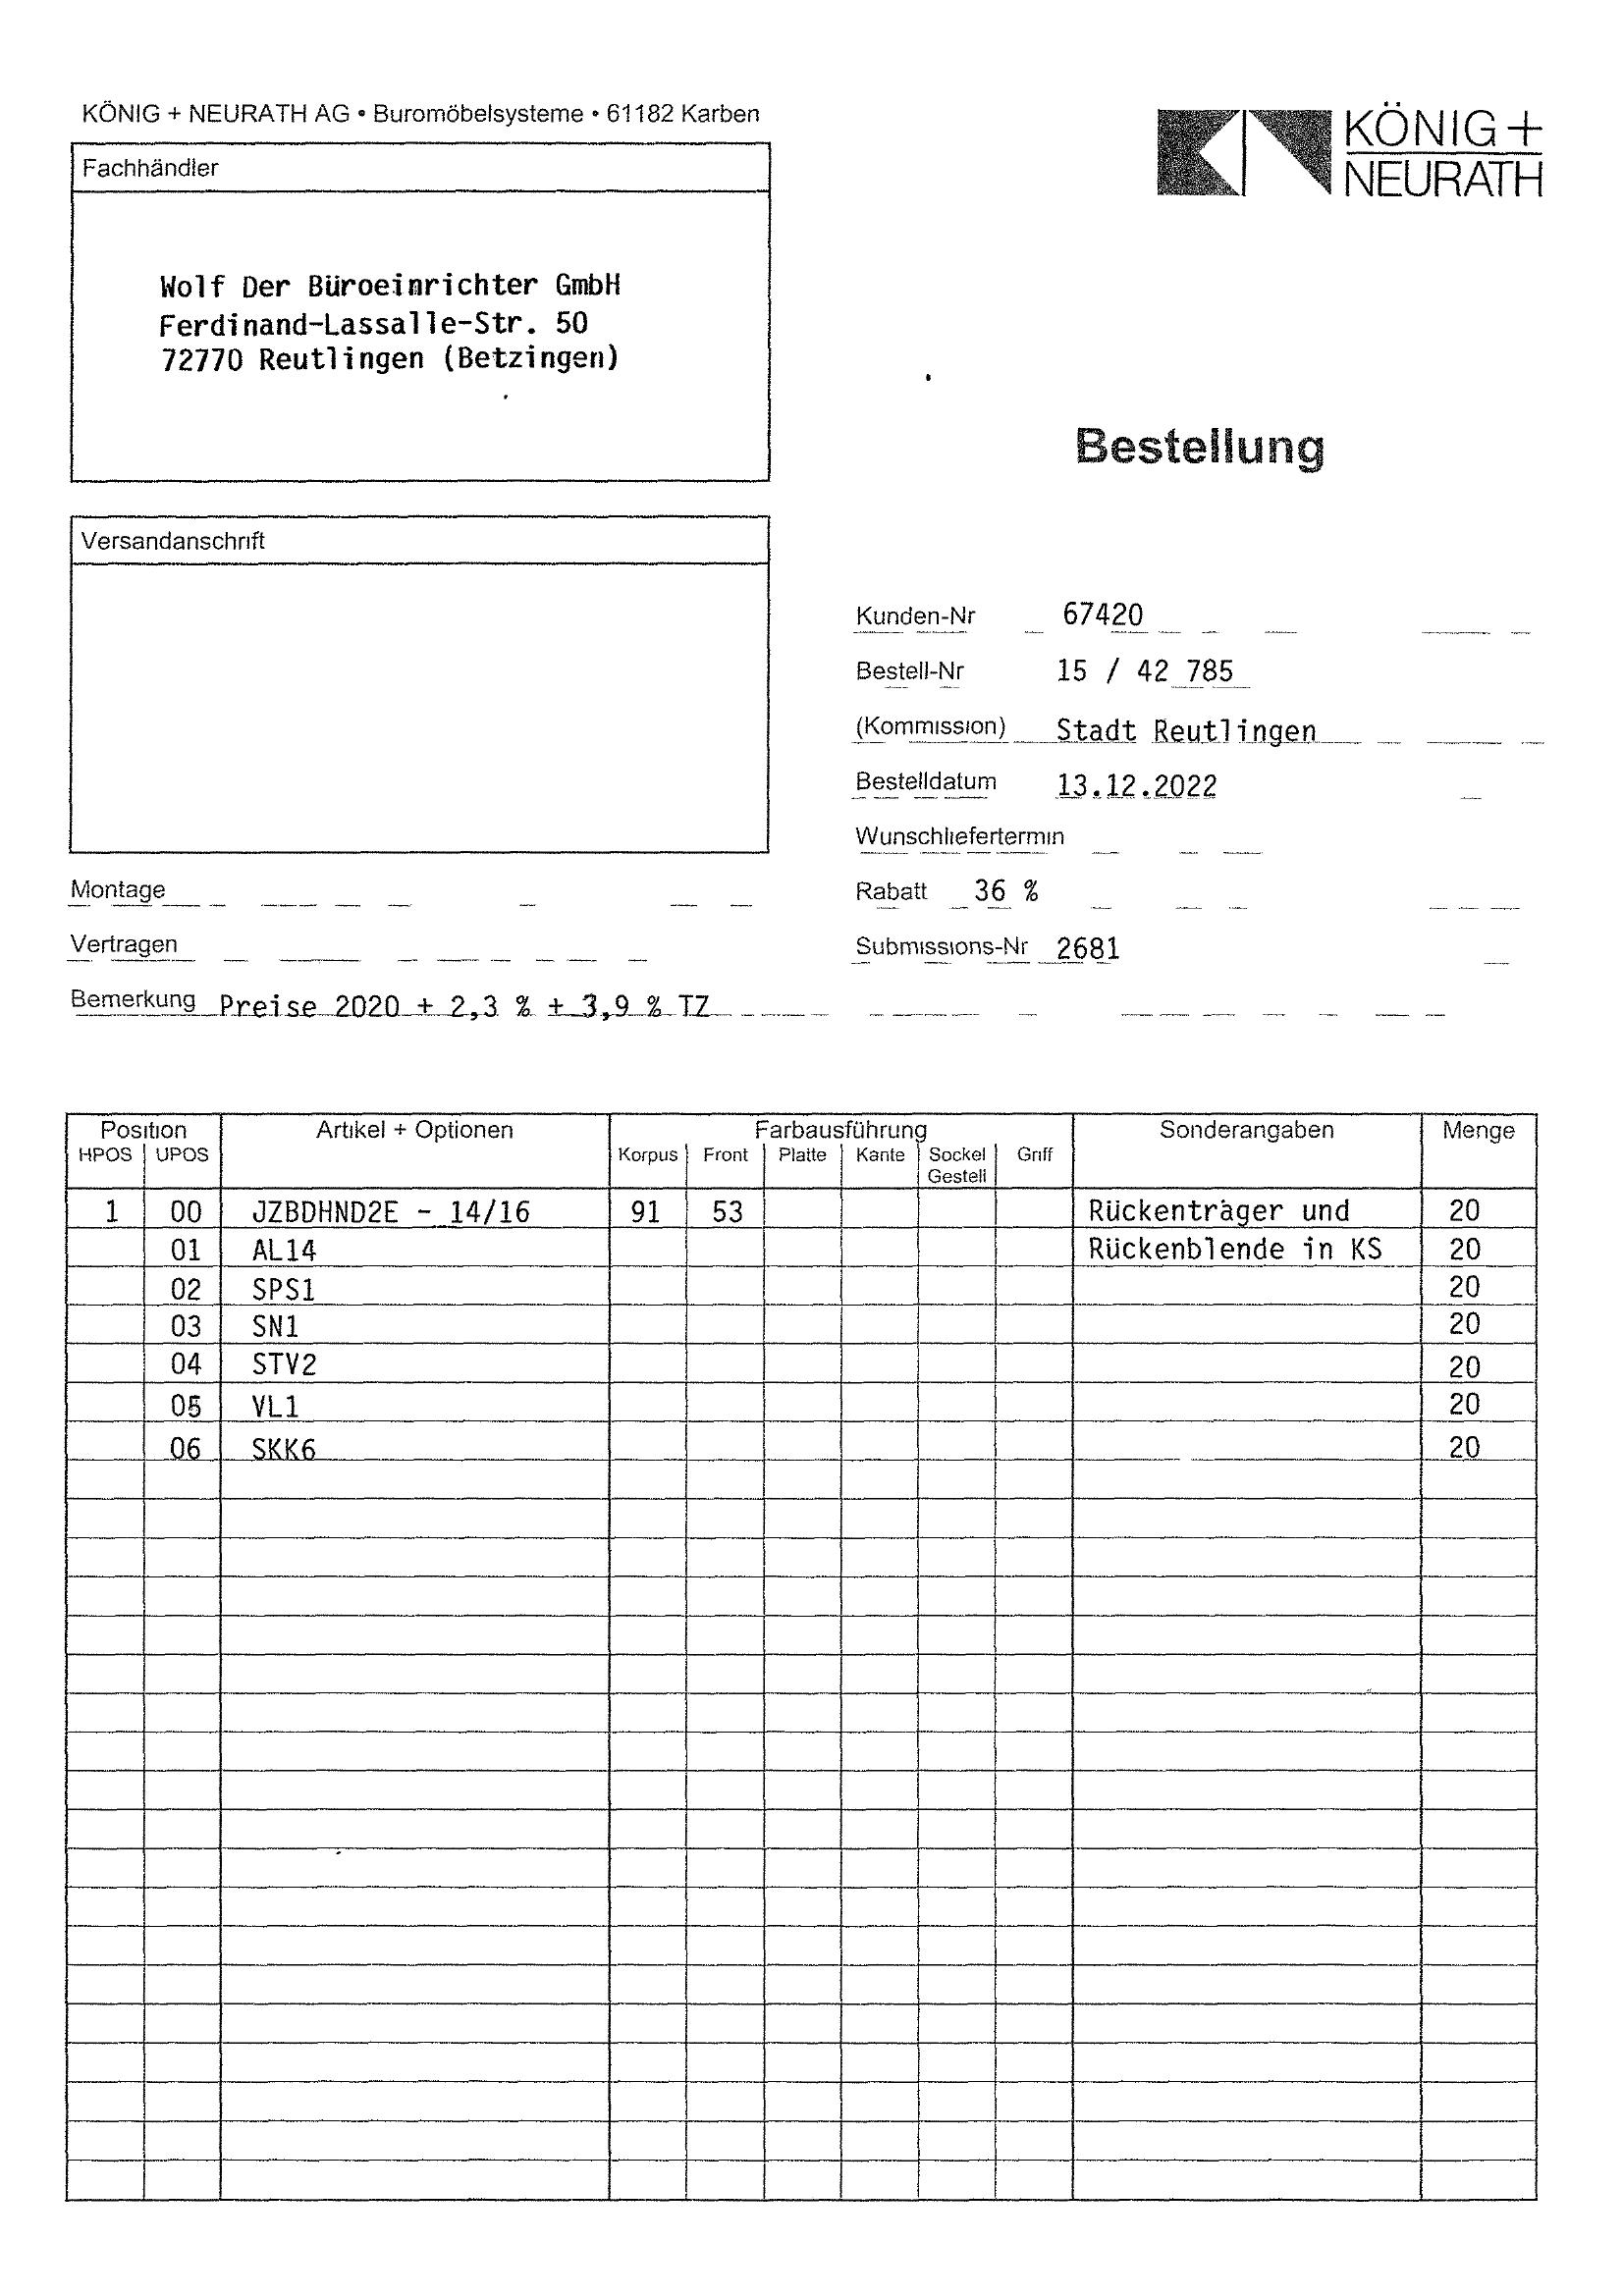 KÖNIG + NEURATH AG • Buromöbelsysteme • 61182 Karben
KÖNIG +
NEURATH
Fachhändler
Wolf Der Büroeinrichter GmbH
Ferdinand-Lassalle-Str. 50
72770 Reutlingen (Betzingen)
Bestellung
Versandanschrift
Kunden-Nr 67420
Bestell-Nr 15 / 42 785
(Kommission) Stadt Reutlingen
Bestelldatum 13.12.2022
Wunschliefertermin
Montage
Rabatt 36 %
Vertragen
Submissions-Nr 2681
Bemerkung Preise 2020 + 2,3 % + 3,9 % TZ
Position Artikel + Optionen Farbausführung Sonderangaben Menge
HPOS UPOS Korpus Front Platte Kante Sockel Griff
Gestell
1 00 JZBDHND2E - 14/16 91 53 Rückenträger und 20
01 AL14 Rückenblende in KS 20
02 SPS1 20
03 SN1 20
04 STV2 20
05 VL1 20
06 SKK6 20